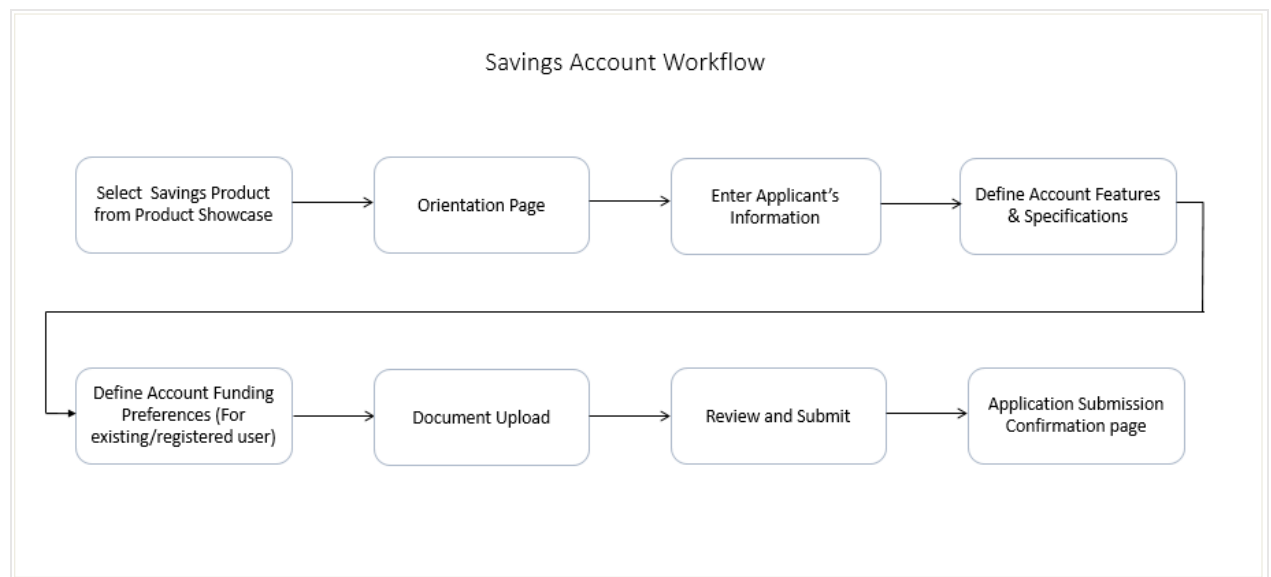 Savings Account Workflow
Select  Savings Product
from Product Showcase
Orientation Page
Enter Applicant's
Information
Define Account Features
& Specifications
Define Account Funding
Preferences (For
existing/registered user)
Document Upload
Review and Submit
Application Submission
Confirmation page